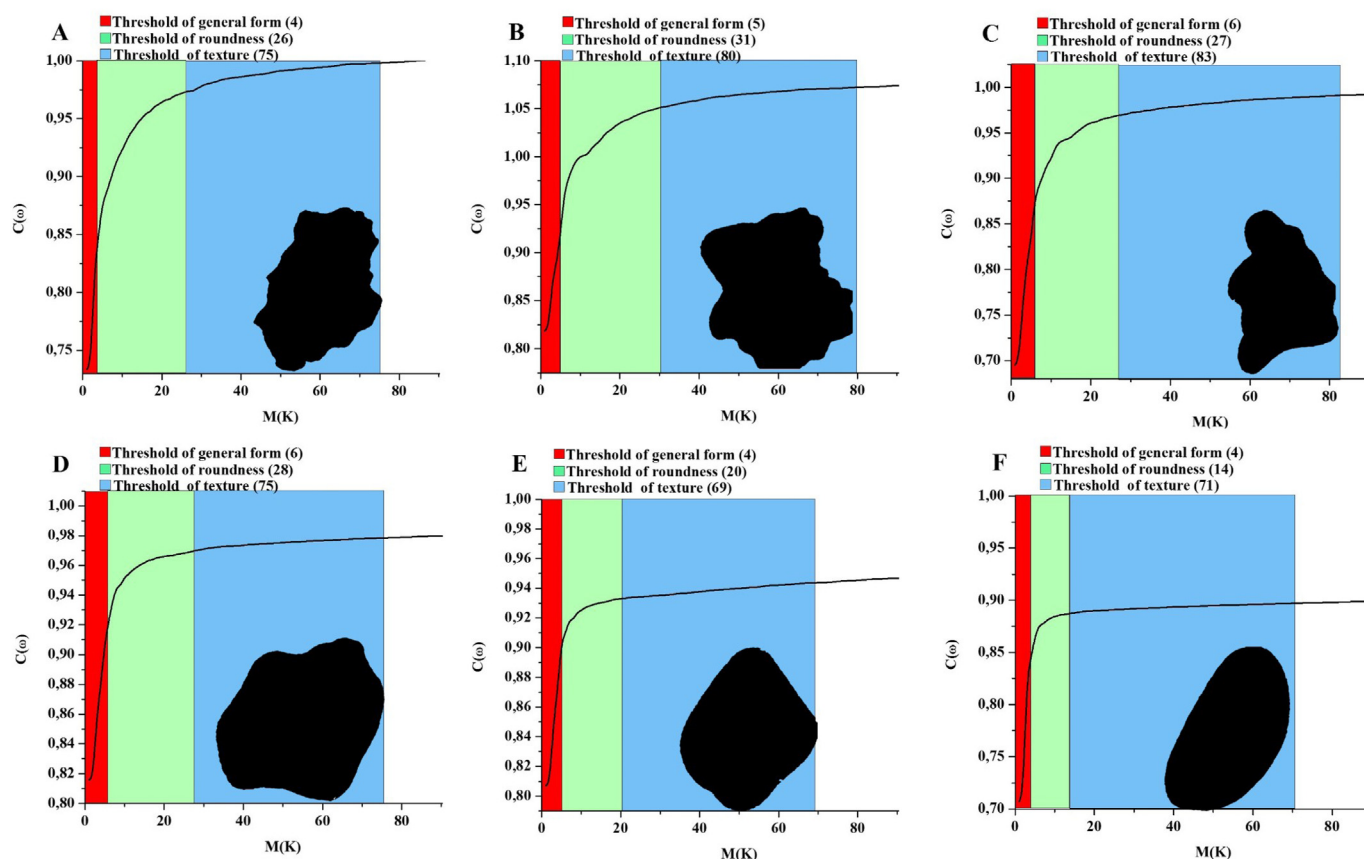 A
Threshold of general form (4)
Threshold of roundness (26)
Threshold of texture (75)
1,00
0,95
0,90
0,85
0,80
0,75
C(ω)
0 20 40 60 80
M(K)
B
Threshold of general form (5)
Threshold of roundness (31)
Threshold of texture (80)
1,10
1,05
1,00
0,95
0,90
0,85
0,80
C(ω)
0 20 40 60 80
M(K)
C
Threshold of general form (6)
Threshold of roundness (27)
Threshold of texture (83)
1,00
0,95
0,90
0,85
0,80
0,75
0,70
C(ω)
0 20 40 60 80
M(K)
D
Threshold of general form (6)
Threshold of roundness (28)
Threshold of texture (75)
1,00
0,98
0,96
0,94
0,92
0,90
0,88
0,86
0,84
0,82
0,80
C(ω)
0 20 40 60 80
M(K)
E
Threshold of general form (4)
Threshold of roundness (20)
Threshold of texture (69)
1,00
0,98
0,96
0,94
0,92
0,90
0,88
0,86
0,84
0,82
0,80
C(ω)
0 20 40 60 80
M(K)
F
Threshold of general form (4)
Threshold of roundness (14)
Threshold of texture (71)
1,00
0,95
0,90
0,85
0,80
0,75
0,70
C(ω)
0 20 40 60 80
M(K)